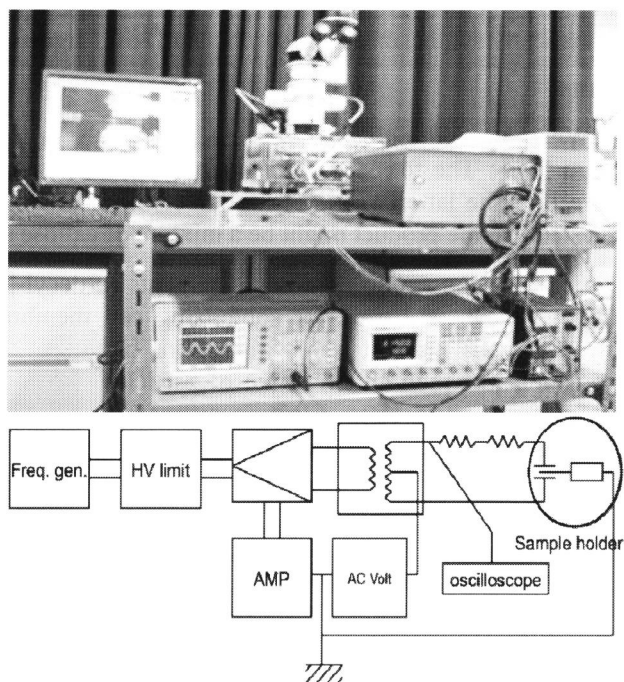 Freq. gen.
HV limit
AMP
AC Volt
oscilloscope
Sample holder